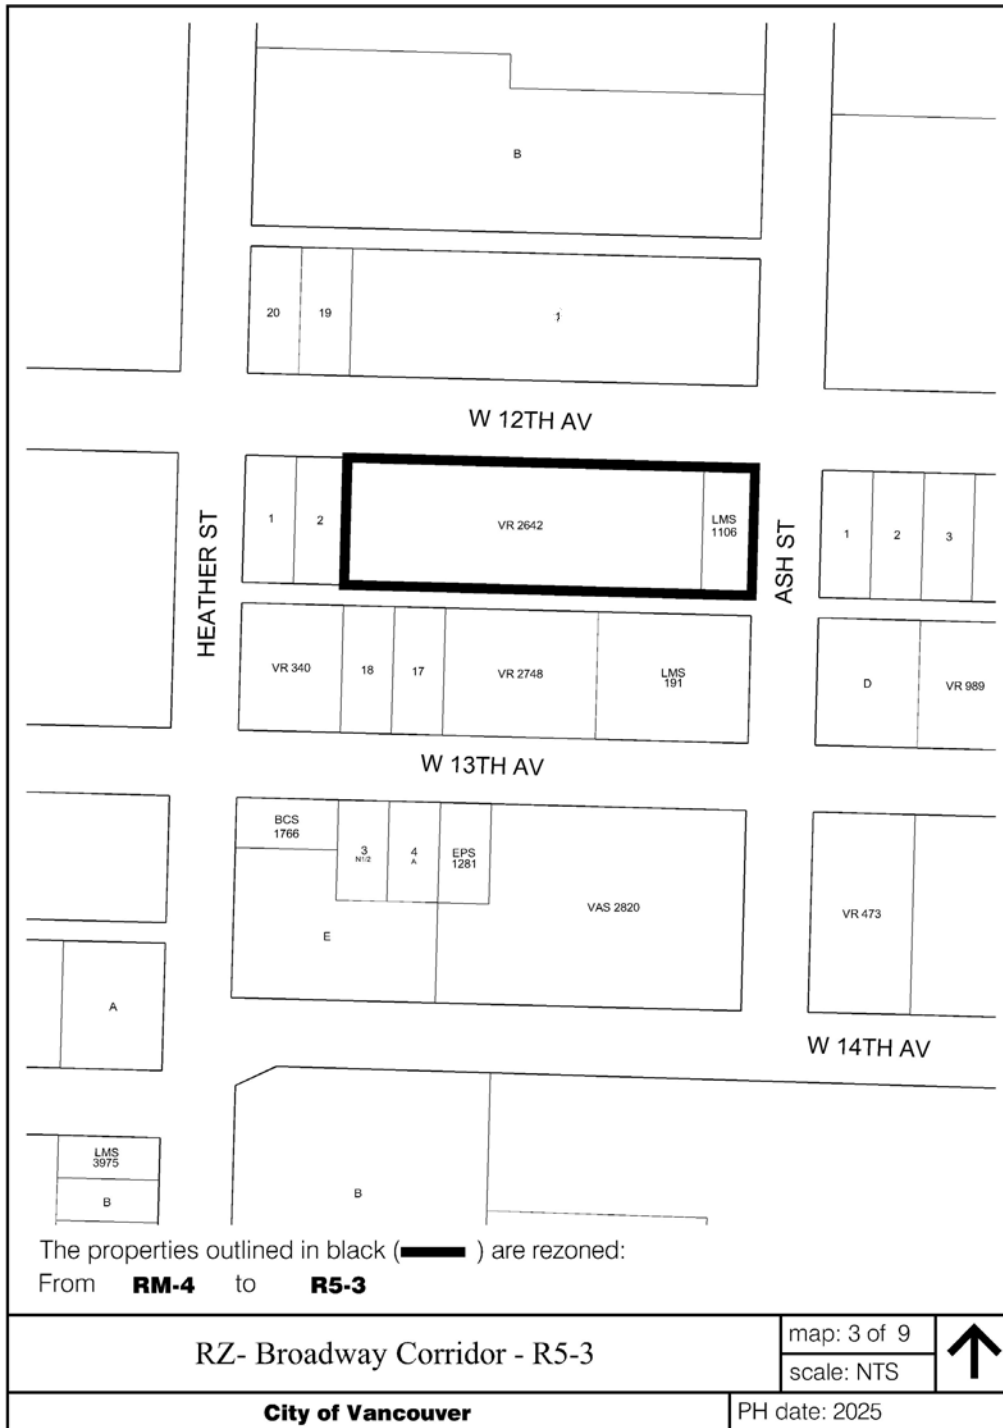 B
20
19
1
W 12TH AV
HEATHER ST
1
2
VR 2642
LMS
1106
ASH ST
1
2
3
VR 340
18
17
VR 2748
LMS
191
D
VR 989
W 13TH AV
BCS
1766
3
N1/2
4
A
EPS
1281
E
VAS 2820
VR 473
A
W 14TH AV
LMS
3975
B
B
The properties outlined in black ( ) are rezoned:
From RM-4 to R5-3
RZ- Broadway Corridor - R5-3
map: 3 of 9
scale: NTS
City of Vancouver
PH date: 2025